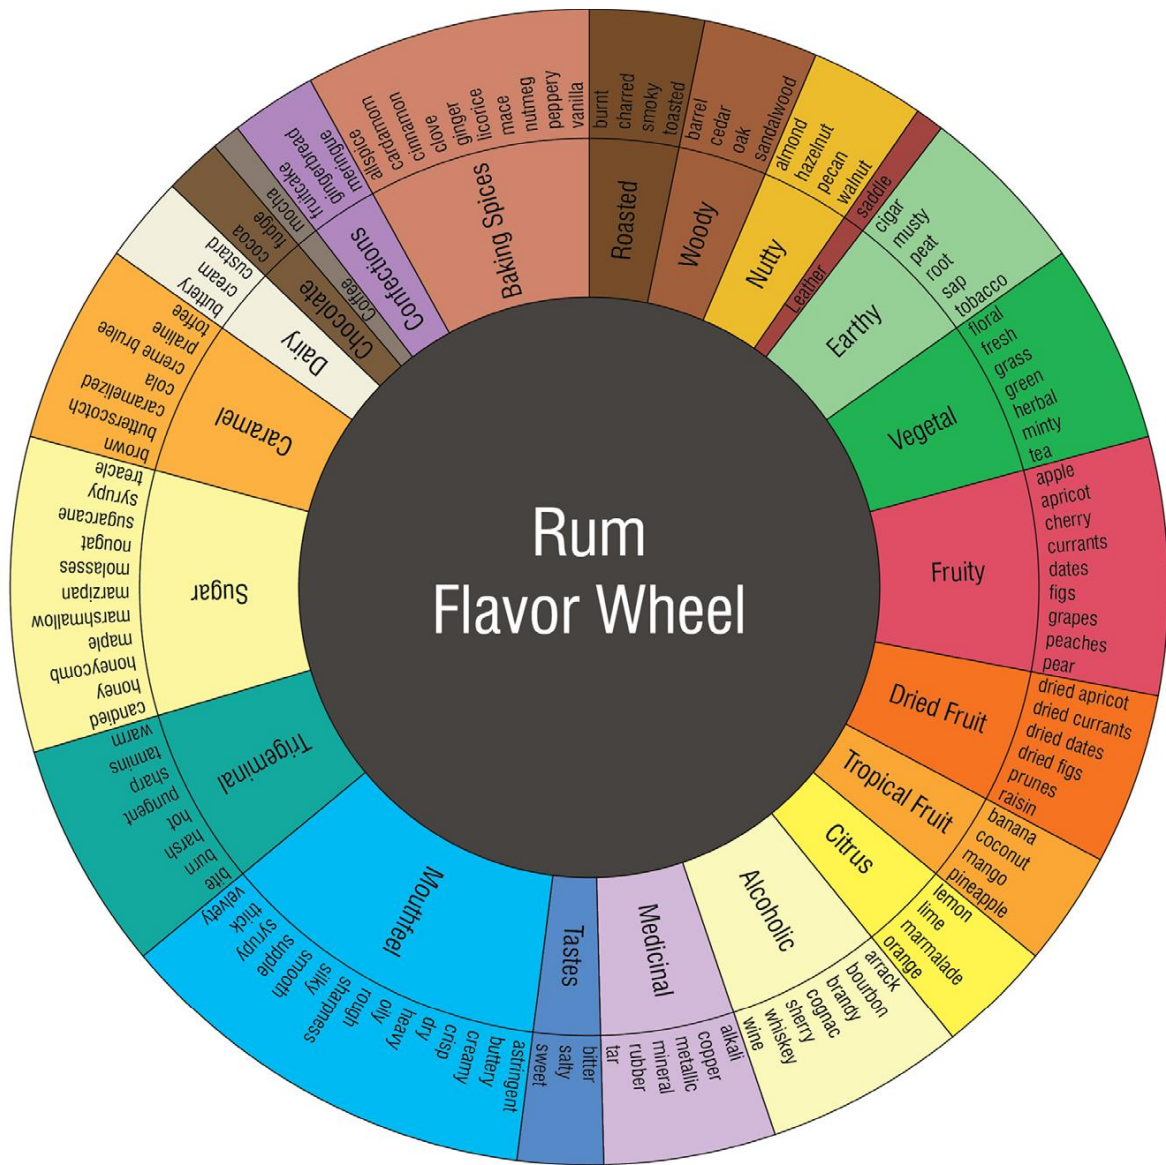 Rum
Flavor Wheel
Roasted
burnt
charred
smoky
toasted
Woody
barrel
cedar
oak
sandalwood
Nutty
almond
hazelnut
pecan
walnut
Leather
saddle
Earthy
cigar
musty
peat
root
sap
tobacco
Vegetal
floral
fresh
grass
green
herbal
minty
tea
Fruity
apple
apricot
cherry
currants
dates
figs
grapes
peaches
pear
Dried Fruit
dried apricot
dried currants
dried dates
dried figs
prunes
raisin
Tropical Fruit
banana
coconut
mango
pineapple
Citrus
lemon
lime
marmalade
orange
Alcoholic
arrack
bourbon
brandy
cognac
sherry
whiskey
wine
Medicinal
alkali
copper
metallic
mineral
rubber
tar
Tastes
bitter
salty
sweet
Mouthfeel
astringent
buttery
creamy
crisp
dry
heavy
oily
rough
sharpness
silky
smooth
supple
syrupy
thick
velvety
Trigeminal
bite
burn
harsh
hot
pungent
sharp
tannins
warm
Sugar
candied
honey
honeycomb
maple
marshmallow
marzipan
molasses
nougat
sugarcane
syrupy
treacle
Caramel
brown
butterscotch
caramelized
cola
creme brulee
praline
toffee
Dairy
buttery
cream
custard
Chocolate
cocoa
fudge
Coffee
mocha
Confections
fruitcake
gingerbread
meringue
Baking Spices
allspice
cardamom
cinnamon
clove
ginger
licorice
mace
nutmeg
peppery
vanilla